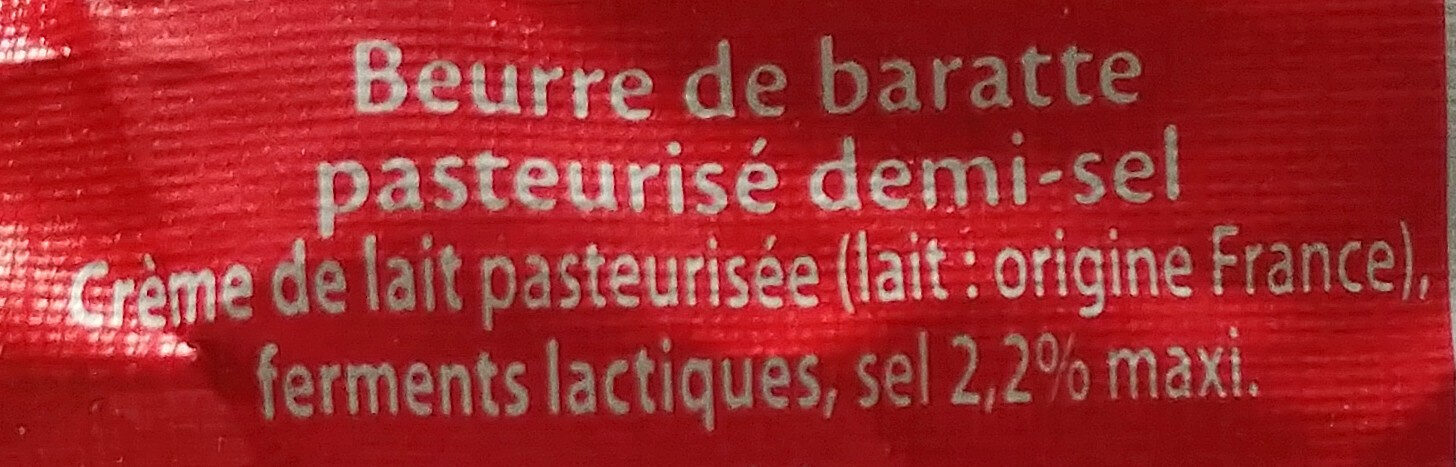 Beurre de baratte
pasteurisé demi-sel
Crème de lait pasteurisée (lait : origine France),
ferments lactiques, sel 2,2% maxi.